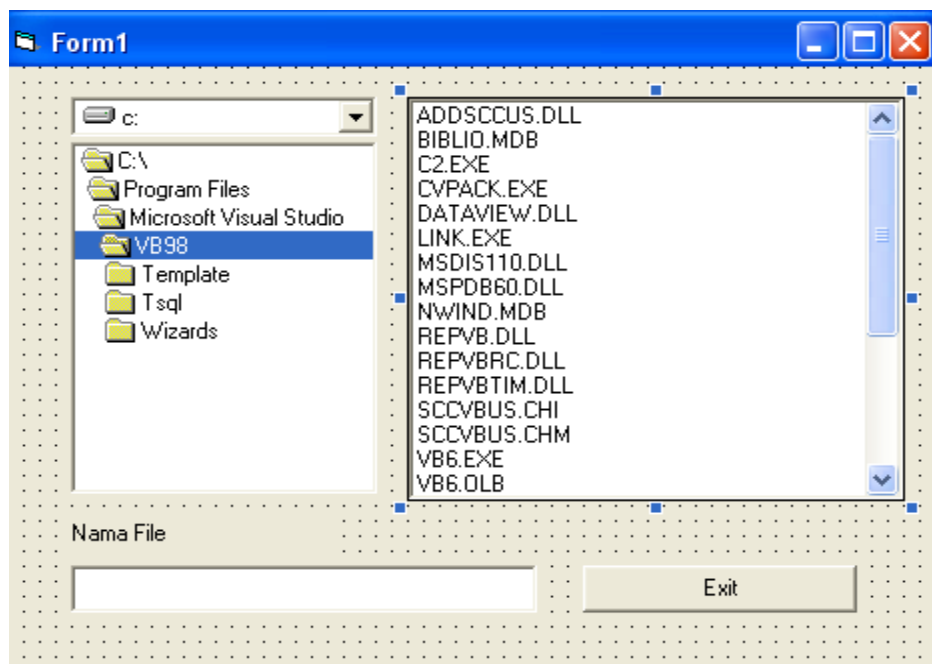 Form1
c:
C:\
Program Files
Microsoft Visual Studio
VB98
Template
Tsql
Wizards
ADDSCCUS.DLL
BIBLIO.MDB
C2.EXE
CVPACK.EXE
DATAVIEW.DLL
LINK.EXE
MSDIS110.DLL
MSPDB60.DLL
NWIND.MDB
REPVB.DLL
REPVBRC.DLL
REPVBTIM.DLL
SCCVBUS.CHI
SCCVBUS.CHM
VB6.EXE
VB6.OLB
Nama File
Exit